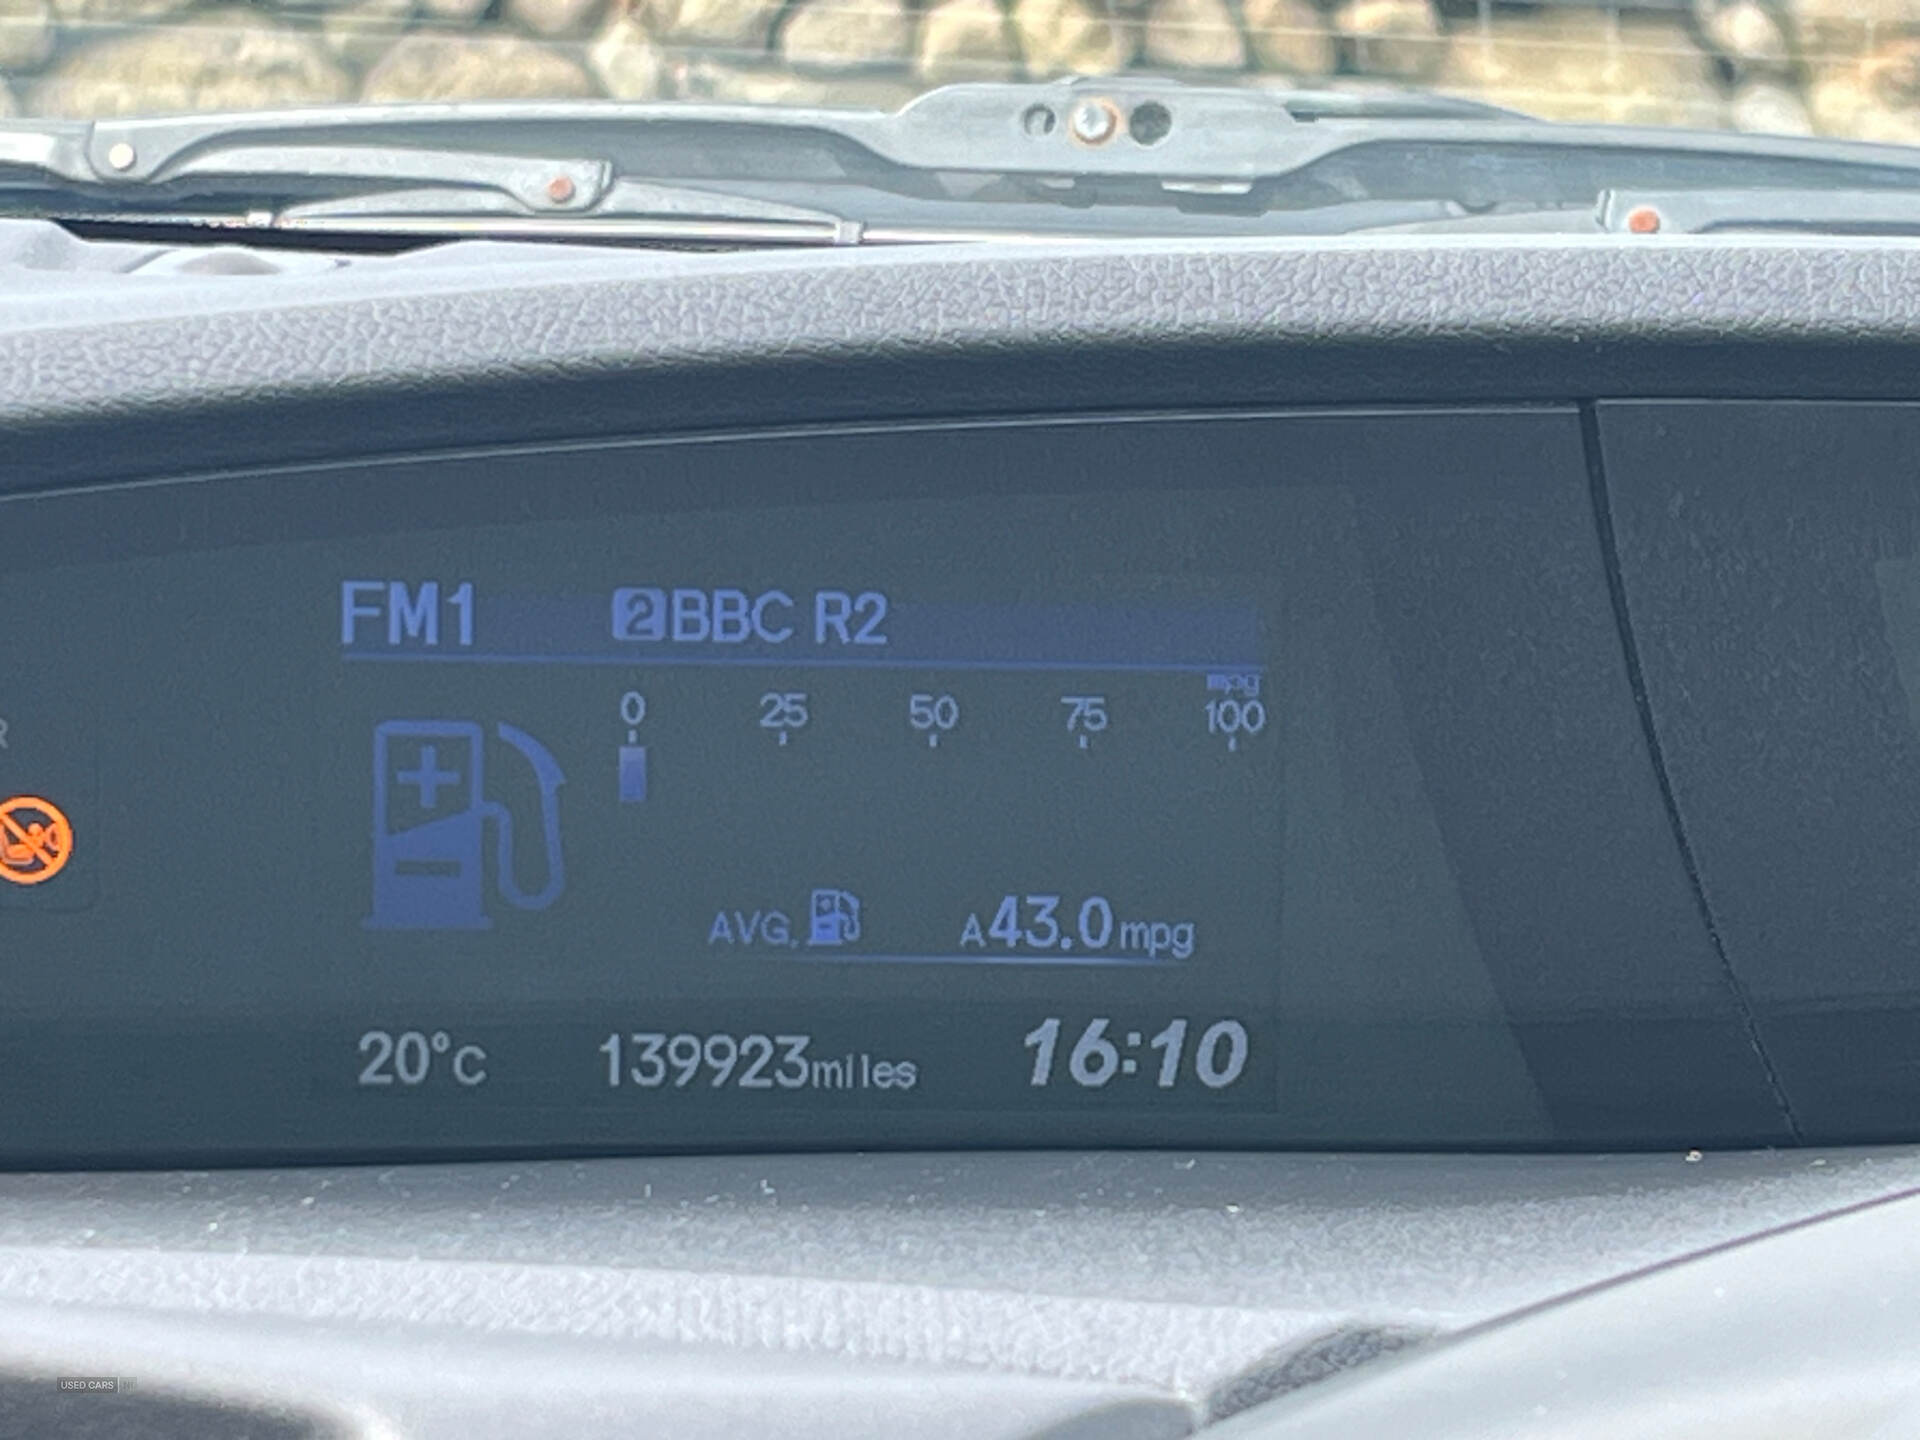 FM1 2 BBC R2
mpg
0 25 50 75 100
R
AVG. A43.0mpg
20°C 139923miles 16:10
USED CARS NI